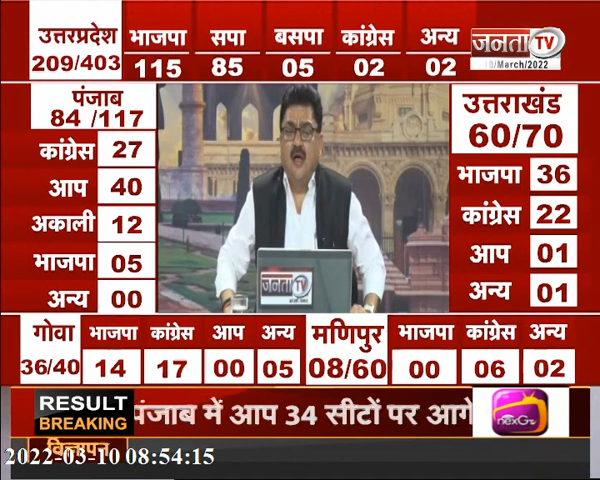 उत्तरप्रदेश भाजपा सपा बसपा कांग्रेस अन्य
209/403 115 85 05 02 02
जनता TV
10/March/2022
पंजाब
84 /117
कांग्रेस 27
आप 40
अकाली 12
भाजपा 05
अन्य 00
उत्तराखंड
60/70
भाजपा 36
कांग्रेस 22
आप 01
अन्य 01
जनता TV
गोवा भाजपा कांग्रेस आप अन्य
36/40 14 17 00 05
मणिपुर भाजपा कांग्रेस अन्य
08/60 00 06 02
RESULT
BREAKING
पंजाब में आप 34 सीटों पर आगे
nexGTv
विज्ञापन
2022-03-10 08:54:15